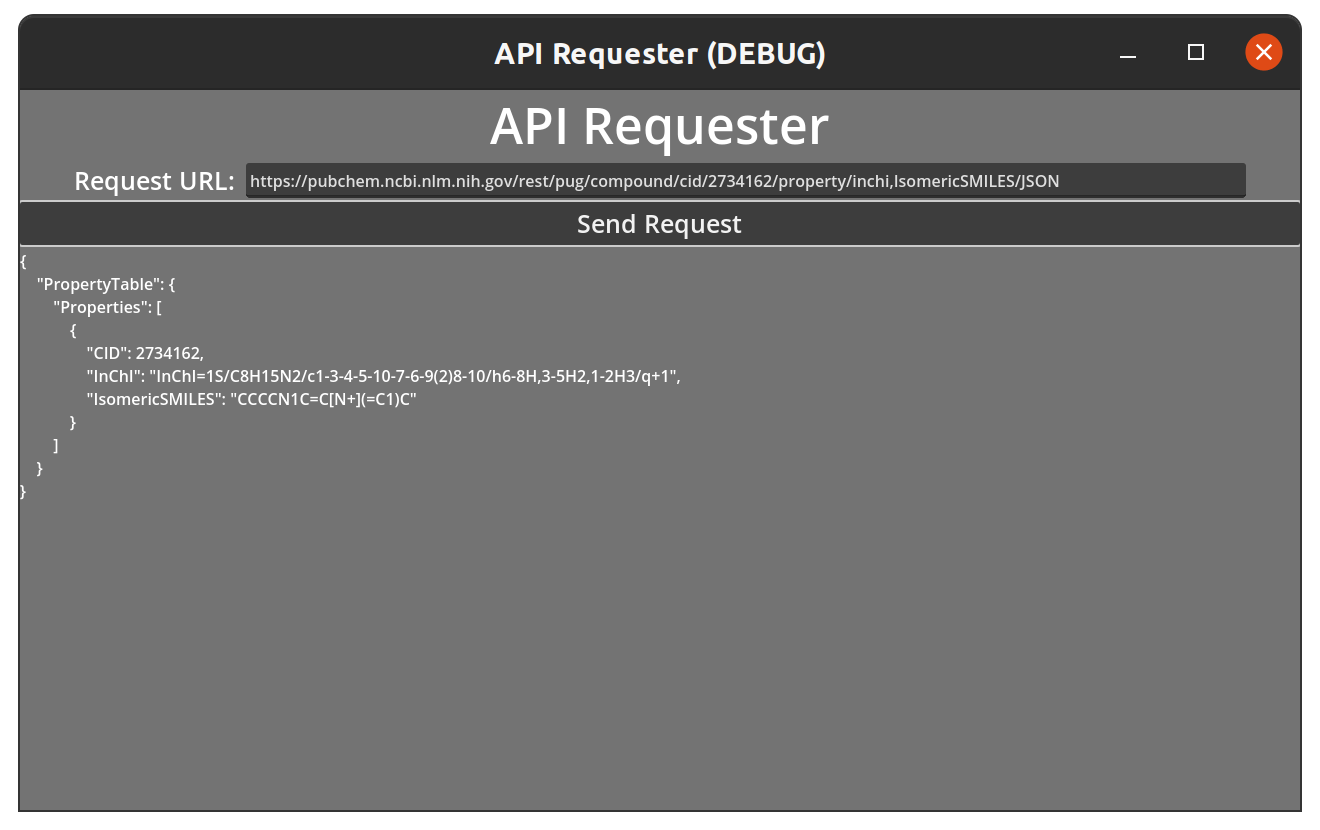 API Requester (DEBUG)
API Requester
Request URL: https://pubchem.ncbi.nlm.nih.gov/rest/pug/compound/cid/2734162/property/inchi,IsomericSMILES/JSON
Send Request
{
"PropertyTable": {
"Properties": [
{
"CID": 2734162,
"InChI": "InChI=1S/C8H15N2/c1-3-4-5-10-7-6-9(2)8-10/h6-8H,3-5H2,1-2H3/q+1",
"IsomericSMILES": "CCCCN1C=C[N+](=C1)C"
}
]
}
}